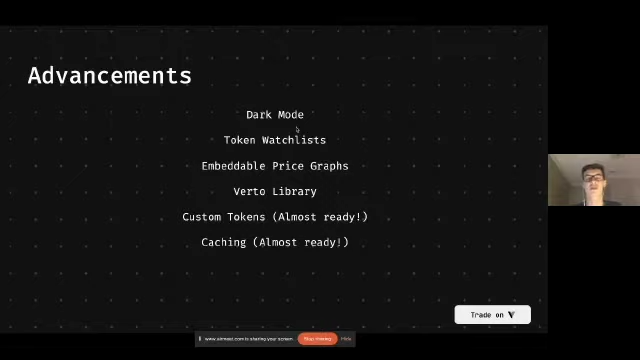 Advancements
Dark Mode
Token Watchlists
Embeddable Price Graphs
Verto Library
Custom Tokens (Almost ready!)
Caching (Almost ready!)
Trade on
www.airmeet.com is sharing your screen
Stop sharing
Hide